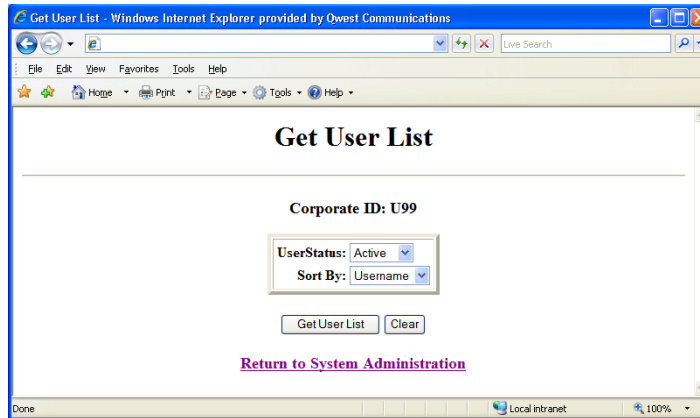 Get User List - Windows Internet Explorer provided by Qwest Communications
Live Search
File Edit View Favorites Tools Help
Home Print Page Tools Help
Get User List
Corporate ID: U99
UserStatus: Active
Sort By: Username
Get User List Clear
Return to System Administration
Done Local intranet 100%